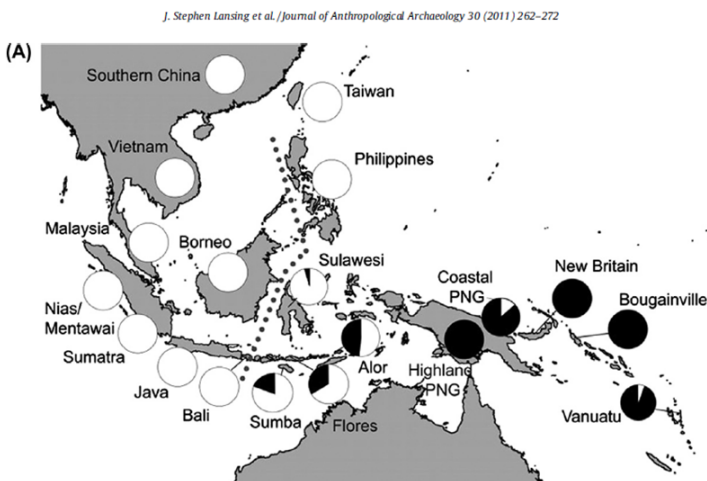 J. Stephen Lansing et al. / Journal of Anthropological Archaeology 30 (2011) 262–272
(A)
Southern China
Taiwan
Vietnam
Philippines
Malaysia
Borneo
Sulawesi
Coastal
PNG
New Britain
Bougainville
Nias/
Mentawai
Sumatra
Java
Bali
Sumba
Flores
Alor
Highland
PNG
Vanuatu